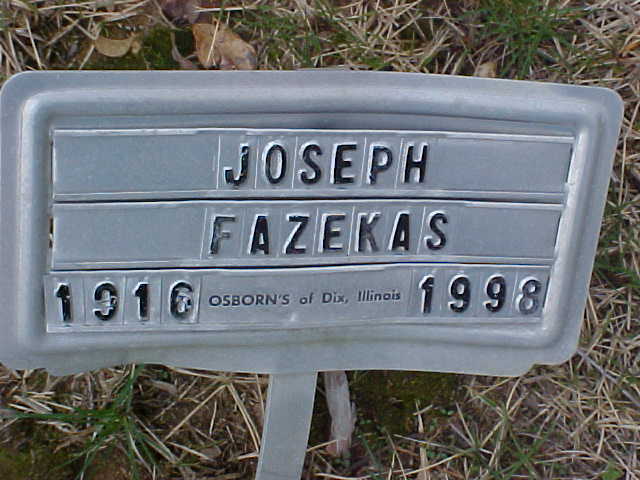 JOSEPH
FAZEKAS
1916 OSBORN'S of Dix, Illinois 1998